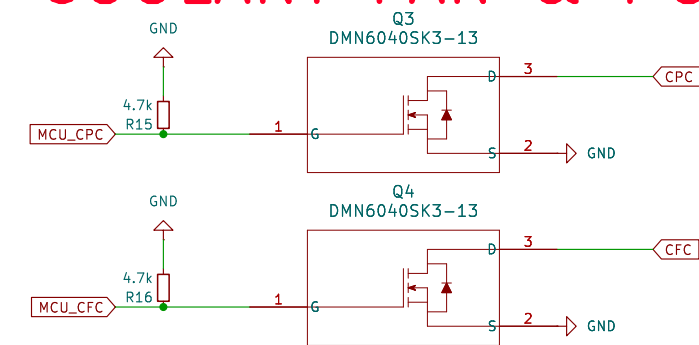 GND
Q3
DMN6040SK3-13
4.7k
R15
MCU_CPC
1
G
D
3
CPC
S
2
GND
GND
Q4
DMN6040SK3-13
4.7k
R16
MCU_CFC
1
G
D
3
CFC
S
2
GND